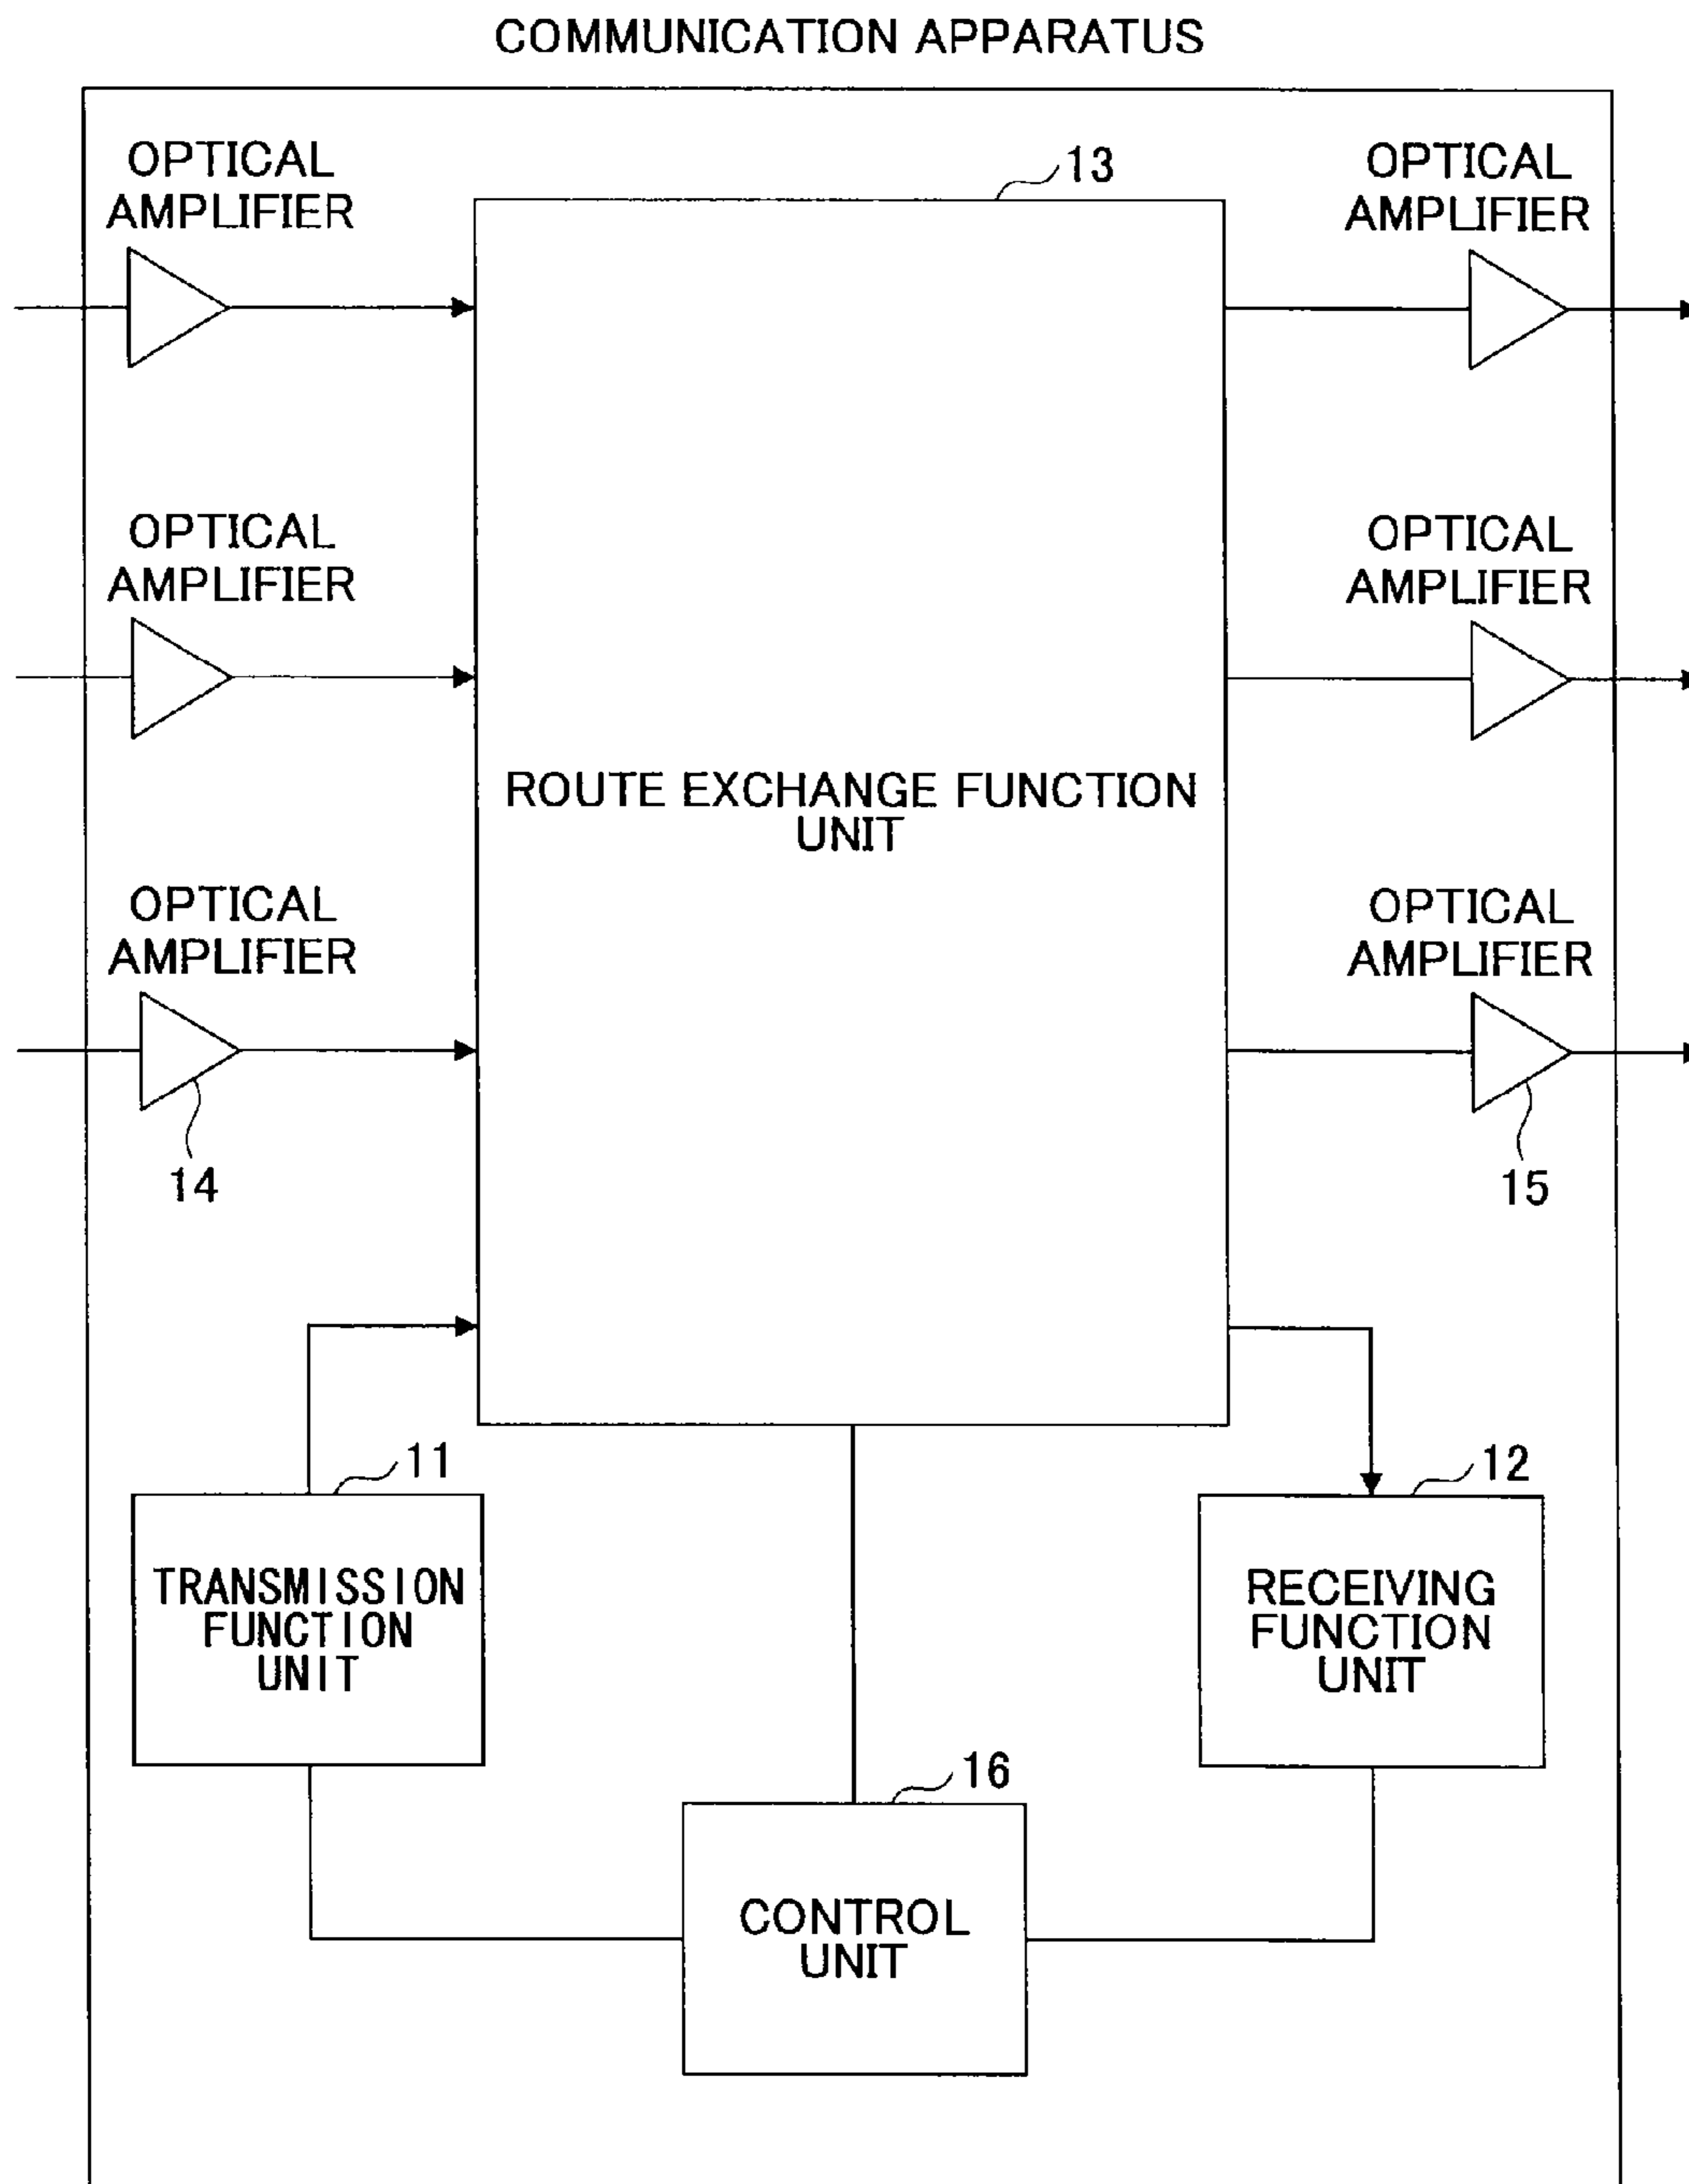 COMMUNICATION APPARATUS
OPTICAL
AMPLIFIER
13
OPTICAL
AMPLIFIER
OPTICAL
AMPLIFIER
OPTICAL
AMPLIFIER
ROUTE EXCHANGE FUNCTION
UNIT
OPTICAL
AMPLIFIER
OPTICAL
AMPLIFIER
14
15
11
12
TRANSMISSION
FUNCTION
UNIT
RECEIVING
FUNCTION
UNIT
16
CONTROL
UNIT